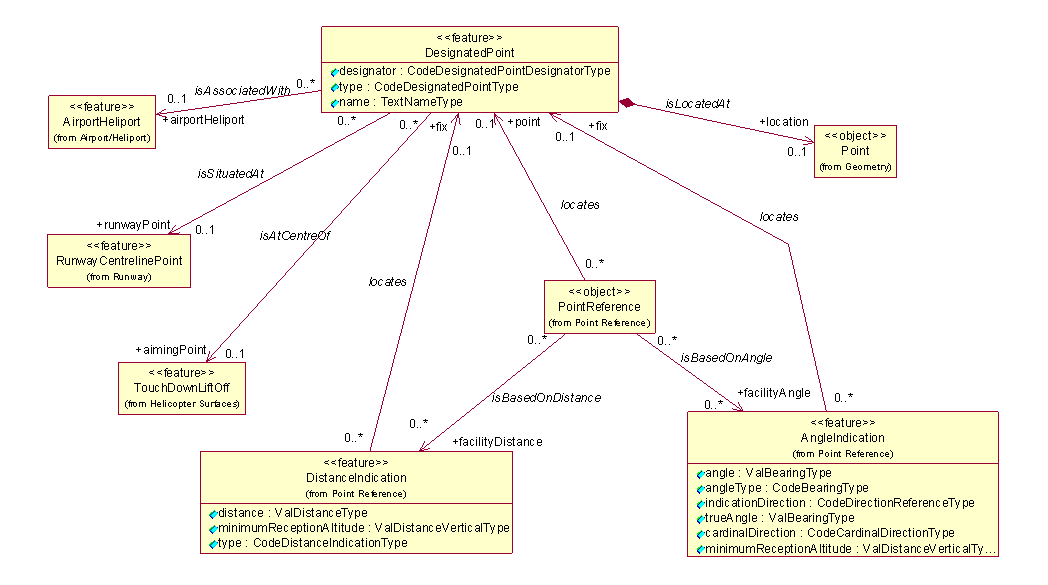 <<feature>>
DesignatedPoint
designator : CodeDesignatedPointDesignatorType
type : CodeDesignatedPointType
name : TextNameType
isAssociatedWith
0..*
0..1
+airportHeliport
<<feature>>
AirportHeliport
(from Airport/Heliport)
isLocatedAt
+location
0..1
<<object>>
Point
(from Geometry)
0..*
isSituatedAt
+runwayPoint
0..1
<<feature>>
RunwayCentrelinePoint
(from Runway)
0..*
isAtCentreOf
+aimingPoint
0..1
<<feature>>
TouchDownLiftOff
(from Helicopter Surfaces)
+fix
0..1
locates
0..*
0..1
+point
locates
0..*
+fix
0..1
locates
0..*
<<object>>
PointReference
(from Point Reference)
0..*
isBasedOnDistance
0..*
+facilityDistance
0..*
isBasedOnAngle
+facilityAngle
0..*
<<feature>>
DistanceIndication
(from Point Reference)
distance : ValDistanceType
minimumReceptionAltitude : ValDistanceVerticalType
type : CodeDistanceIndicationType
<<feature>>
AngleIndication
(from Point Reference)
angle : ValBearingType
angleType : CodeBearingType
indicationDirection : CodeDirectionReferenceType
trueAngle : ValBearingType
cardinalDirection : CodeCardinalDirectionType
minimumReceptionAltitude : ValDistanceVerticalTy...